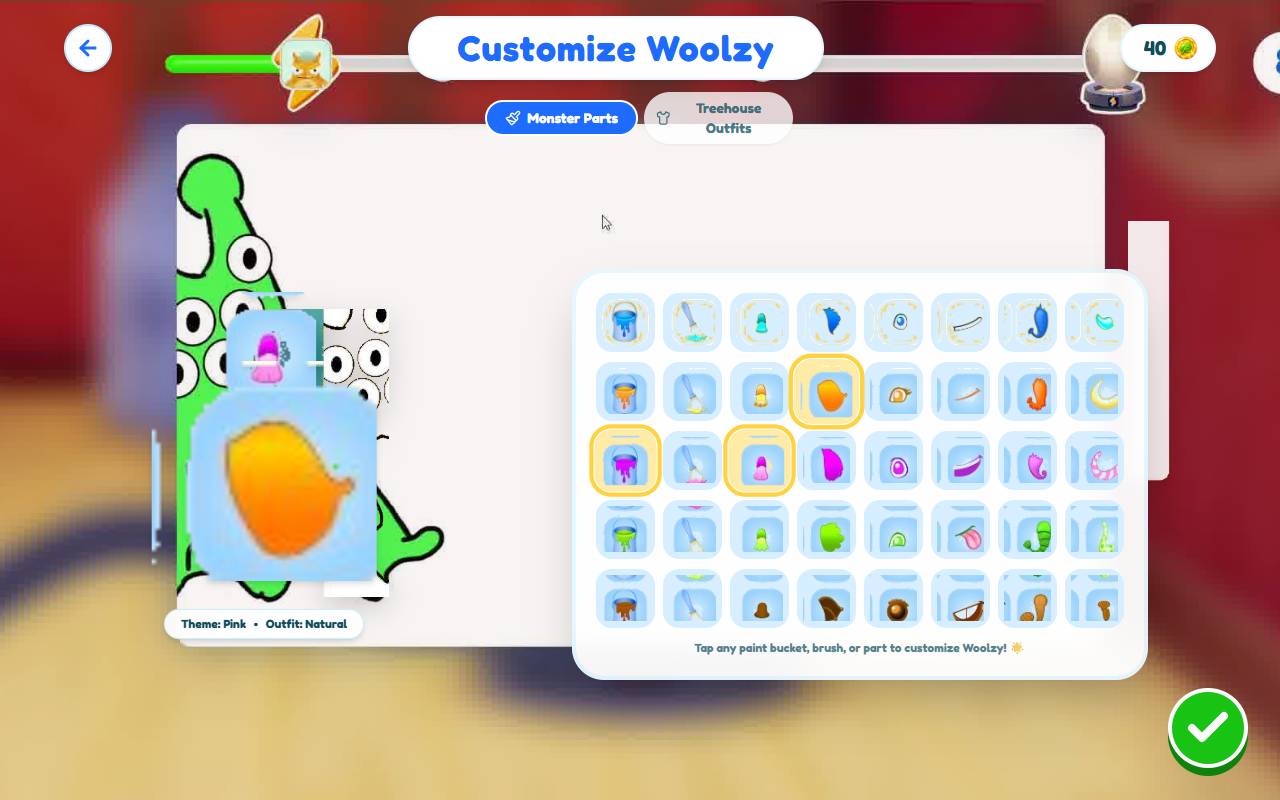 Customize Woolzy
40
Monster Parts
Treehouse
Outfits
Theme: Pink • Outfit: Natural
Tap any paint bucket, brush, or part to customize Woolzy! 🌟